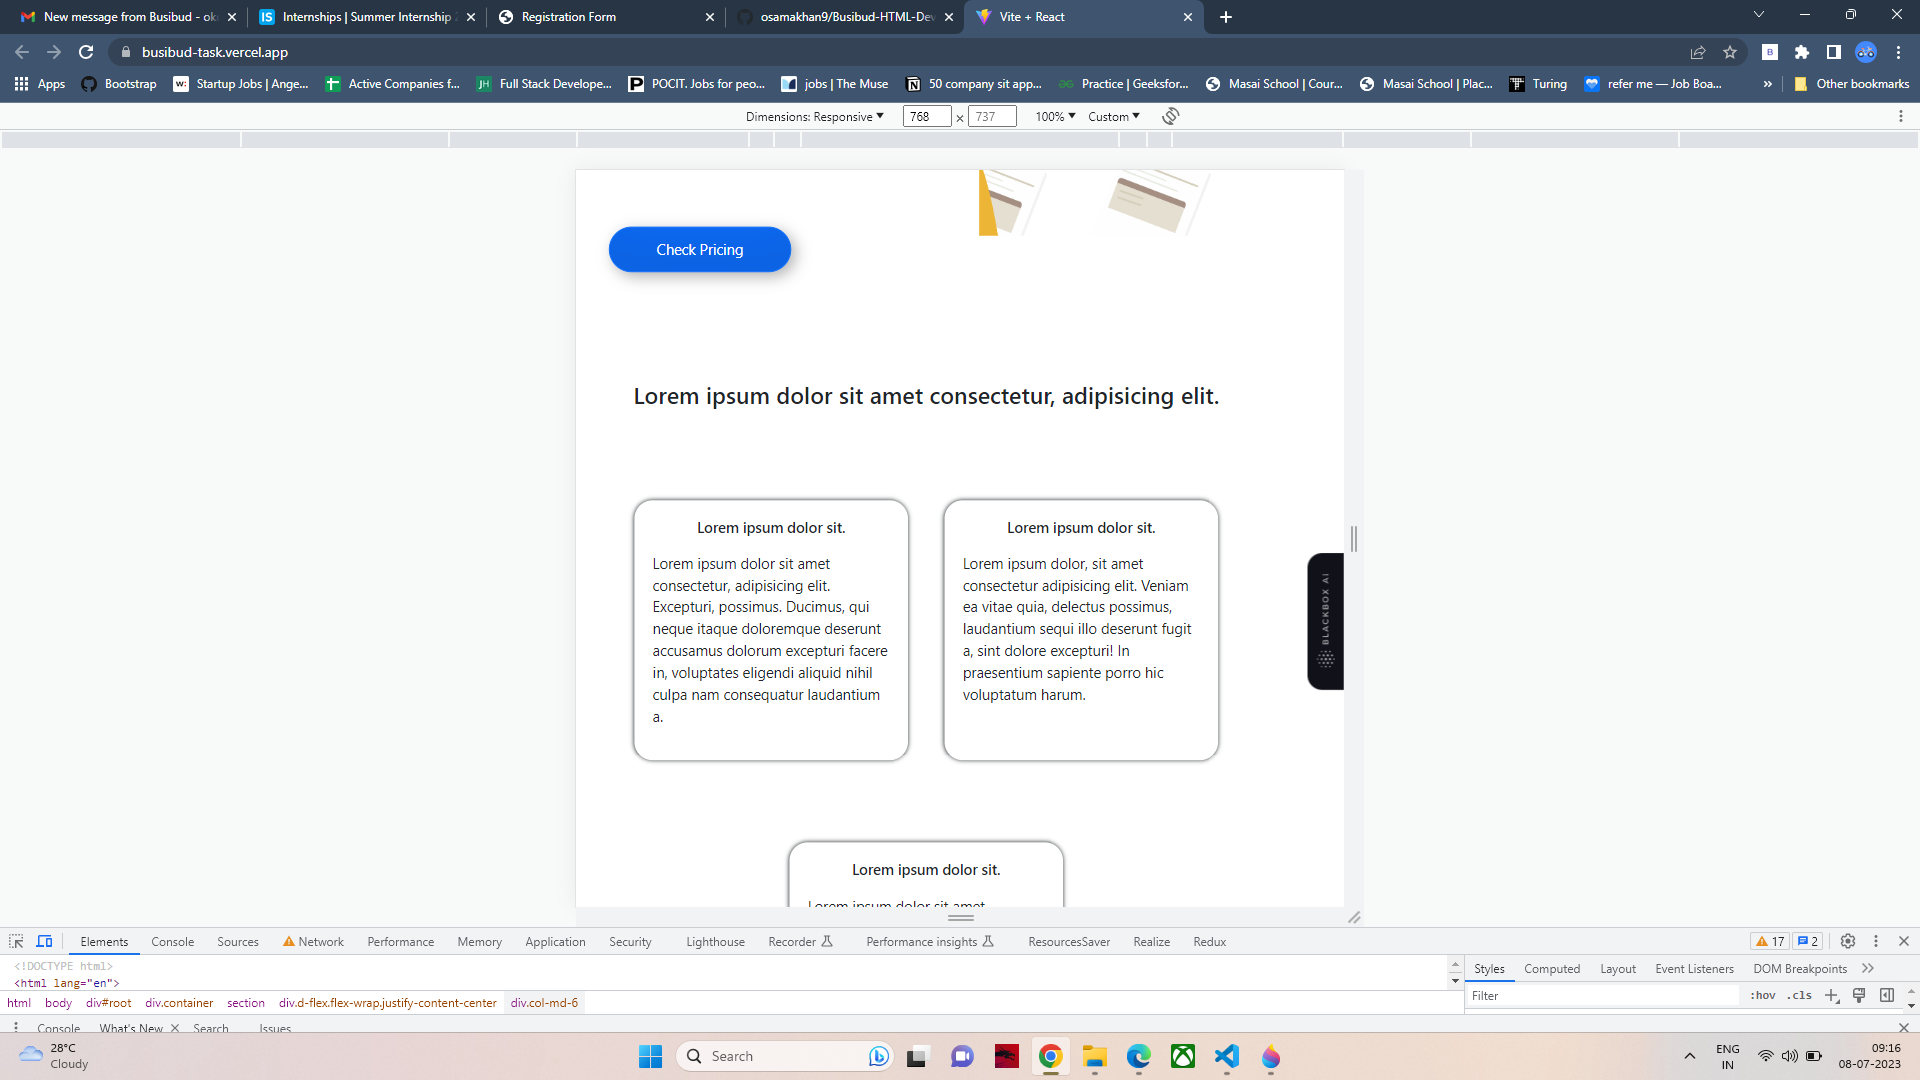 New message from Busibud - ok
Internships | Summer Internship 2
Registration Form
osamakhan9/Busibud-HTML-Dev
Vite + React
busibud-task.vercel.app
Apps
Bootstrap
Startup Jobs | Ange...
Active Companies f...
Full Stack Develope...
POCIT. Jobs for peo...
jobs | The Muse
50 company sit app...
Practice | Geeksfor...
Masai School | Cour...
Masai School | Plac...
Turing
refer me — Job Boa...
»
Other bookmarks
Dimensions: Responsive
768 × 737
100%
Custom
Check Pricing
Lorem ipsum dolor sit amet consectetur, adipisicing elit.
Lorem ipsum dolor sit.
Lorem ipsum dolor sit amet
consectetur, adipisicing elit.
Excepturi, possimus. Ducimus, qui
neque itaque doloremque deserunt
accusamus dolorum excepturi facere
in, voluptates eligendi aliquid nihil
culpa nam consequatur laudantium
a.
Lorem ipsum dolor sit.
Lorem ipsum dolor, sit amet
consectetur adipisicing elit. Veniam
ea vitae quia, delectus possimus,
laudantium sequi illo deserunt fugit
a, sint dolore excepturi! In
praesentium sapiente porro hic
voluptatum harum.
BLACKBOX AI
Lorem ipsum dolor sit.
Lorem ipsum dolor sit amet
Elements
Console
Sources
Network
Performance
Memory
Application
Security
Lighthouse
Recorder
Performance insights
ResourcesSaver
Realize
Redux
17
2
<!DOCTYPE html>
<html lang="en">
html
body
div#root
div.container
section
div.d-flex.flex-wrap.justify-content-center
div.col-md-6
Styles
Computed
Layout
Event Listeners
DOM Breakpoints
Filter
:hov
.cls
Console
What's New
Search
Issues
28°C
Cloudy
Search
ENG
IN
09:16
08-07-2023